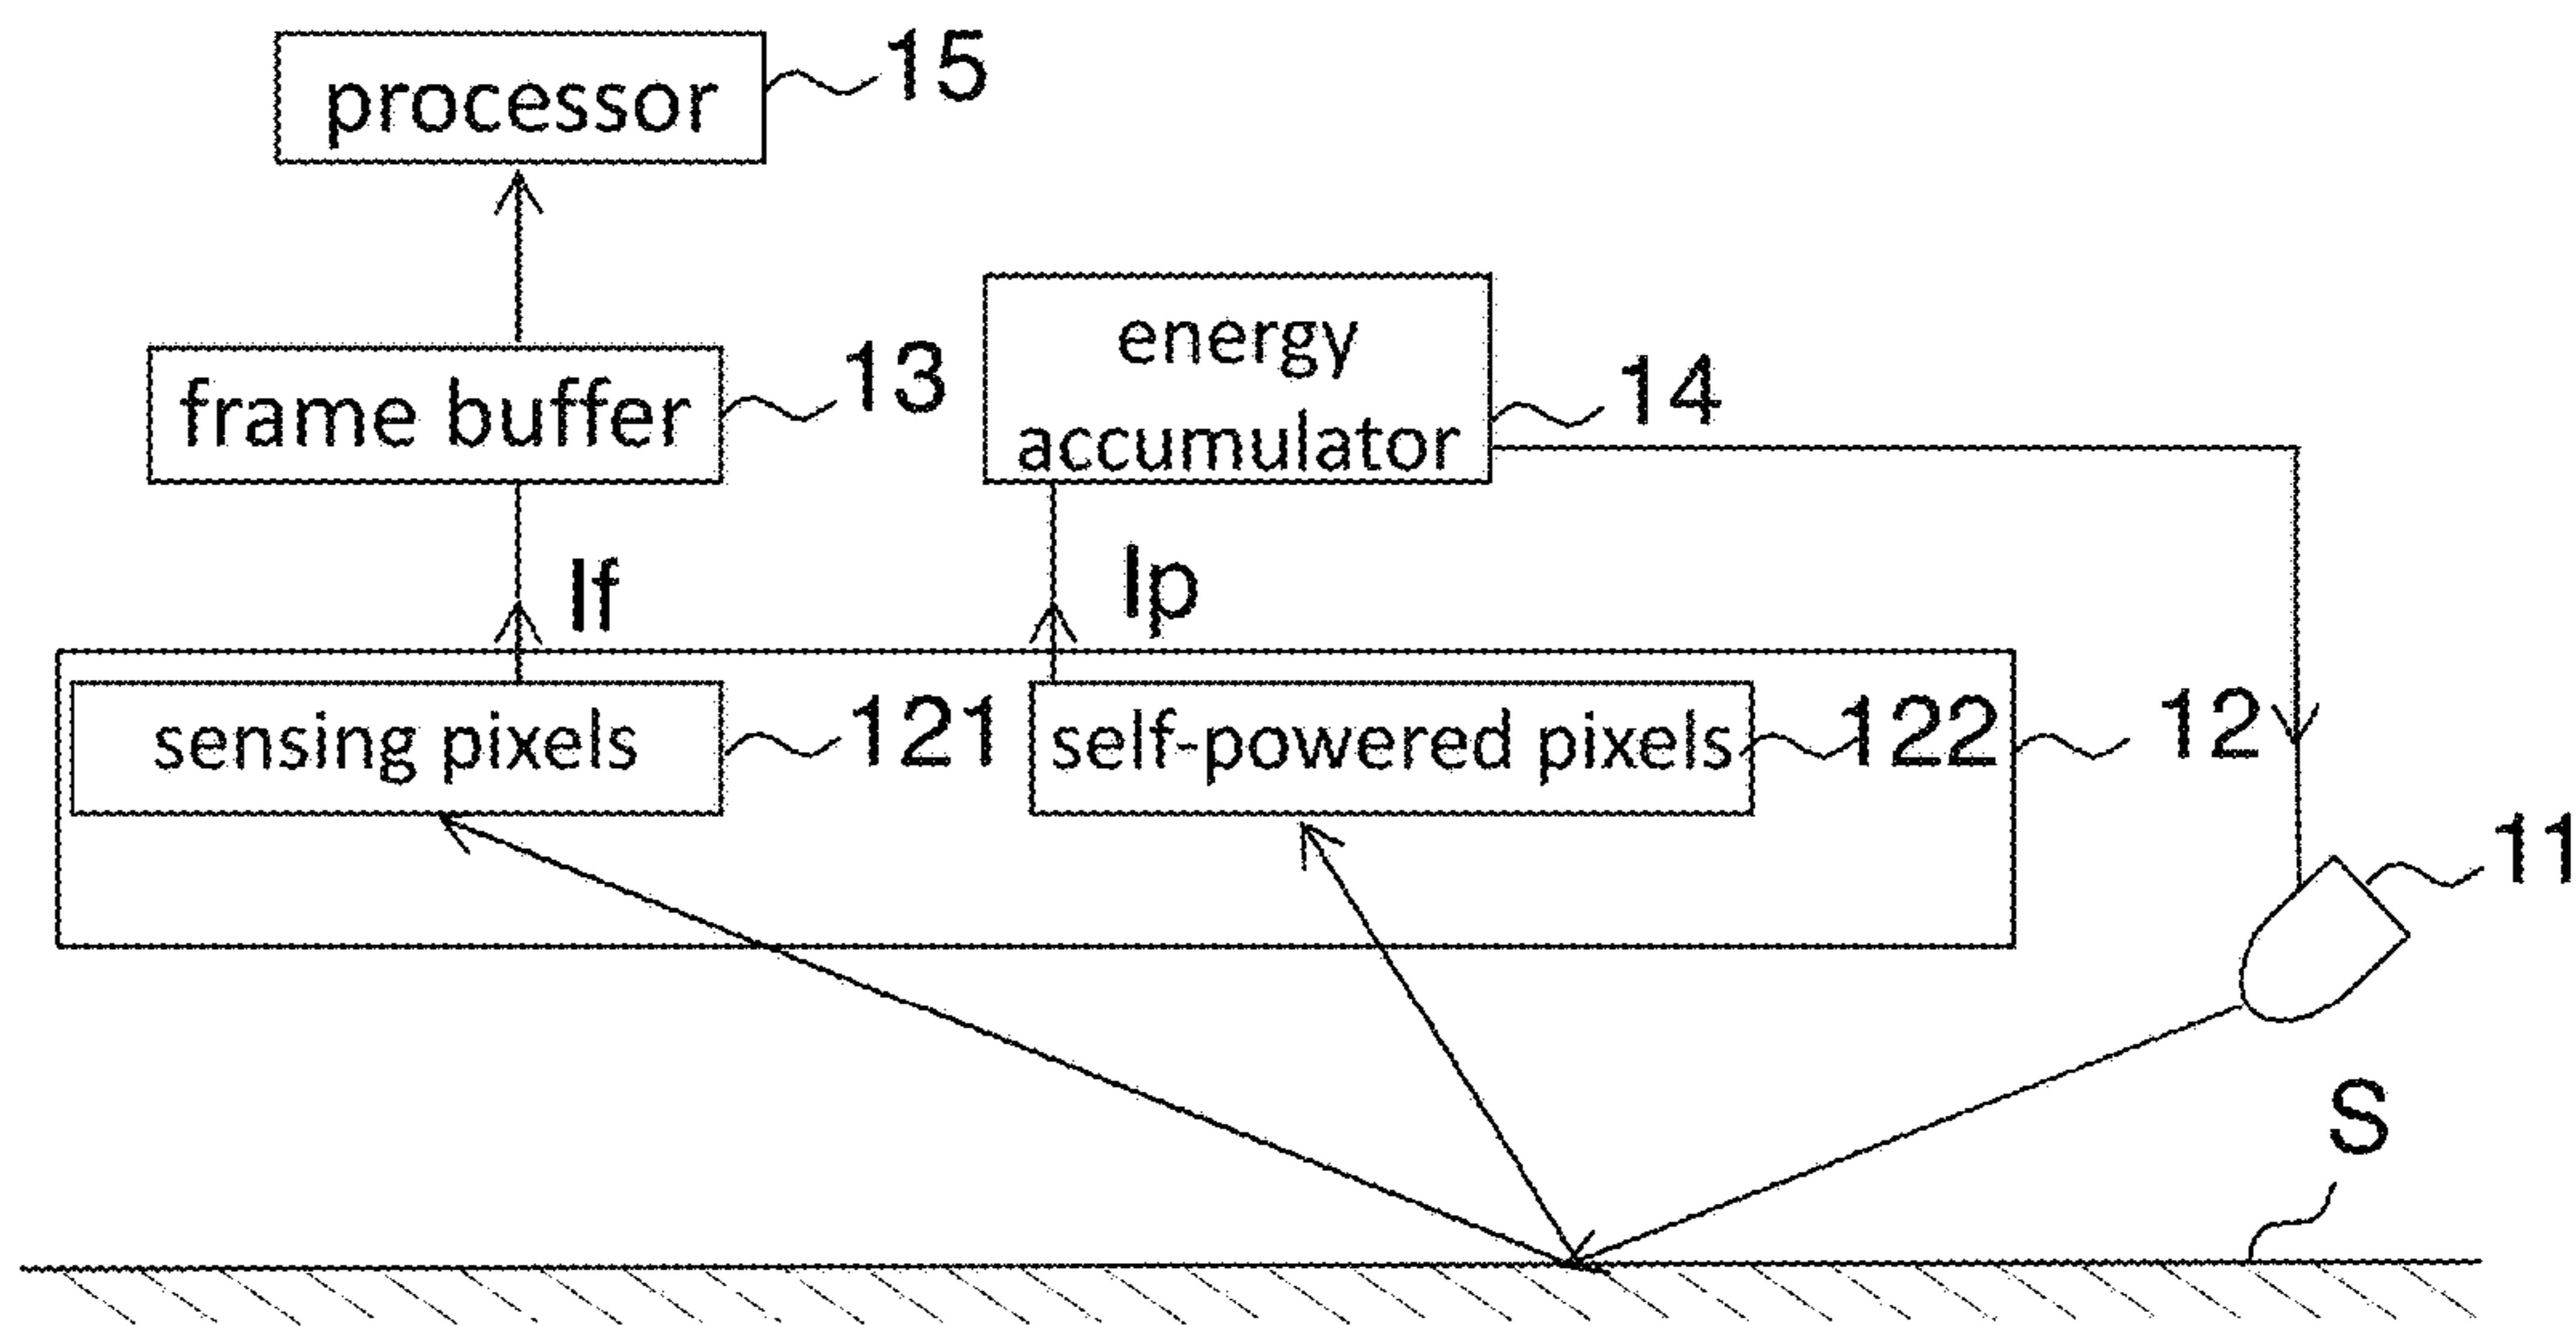 processor
15
frame buffer
13
energy
accumulator
14
If
Ip
sensing pixels
121
self-powered pixels
122
12
11
S